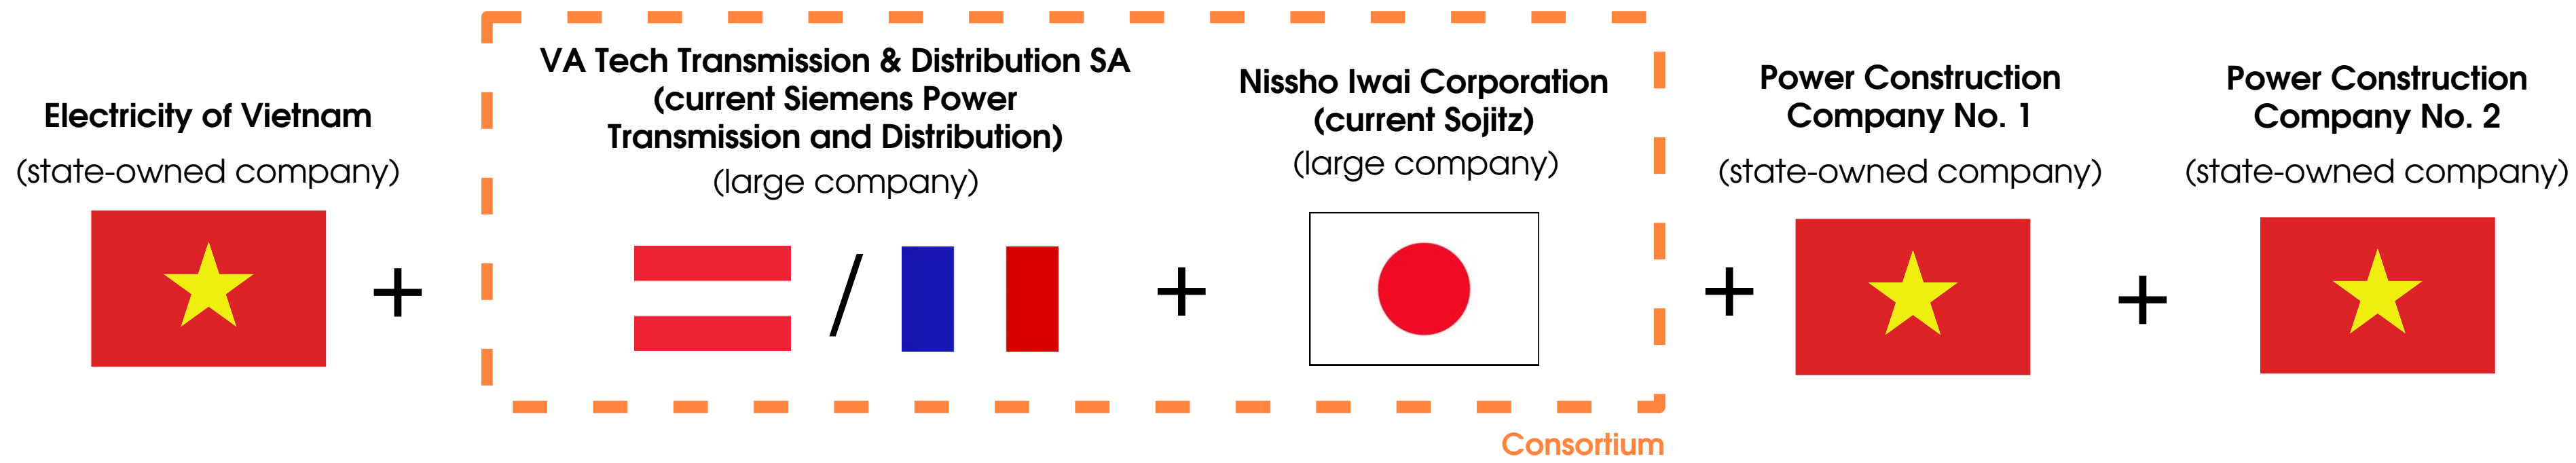 Electricity of Vietnam
(state-owned company)
+
VA Tech Transmission & Distribution SA
(current Siemens Power
Transmission and Distribution)
(large company)
/
+
Nissho Iwai Corporation
(current Sojitz)
(large company)
Consortium
+
Power Construction
Company No. 1
(state-owned company)
+
Power Construction
Company No. 2
(state-owned company)